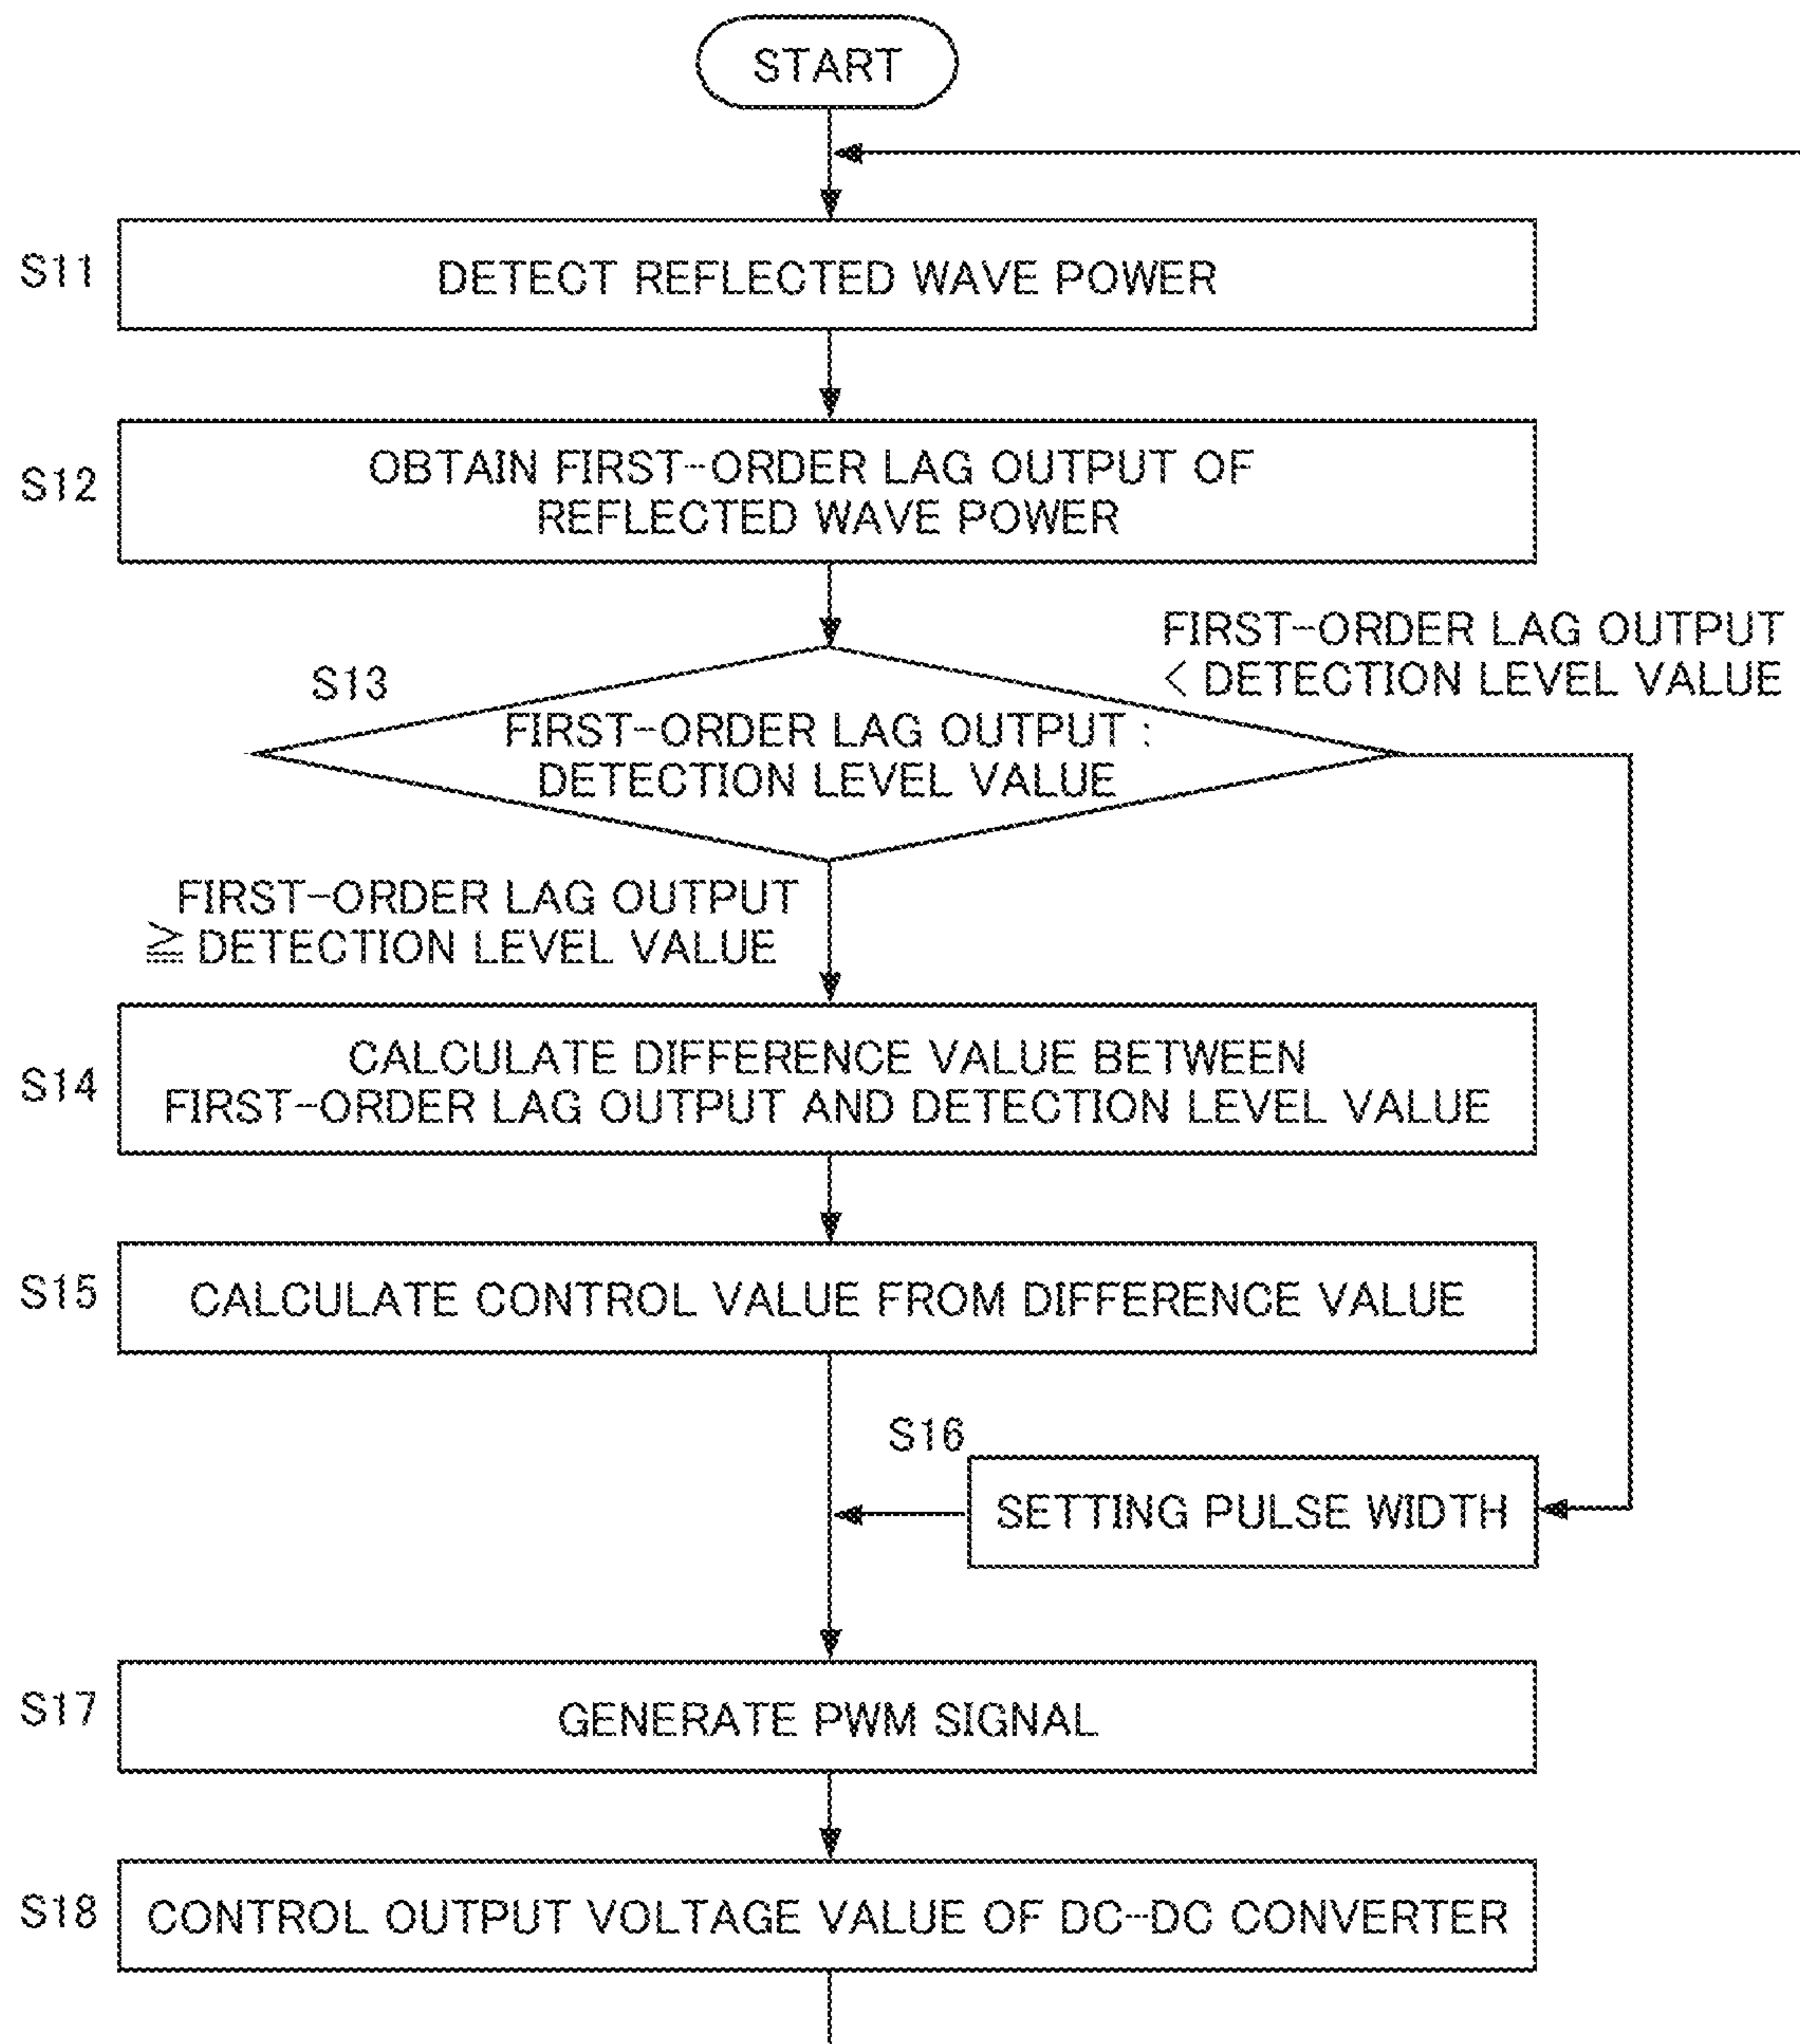 START
S11
DETECT REFLECTED WAVE POWER
S12
OBTAIN FIRST-ORDER LAG OUTPUT OF
REFLECTED WAVE POWER
FIRST-ORDER LAG OUTPUT
< DETECTION LEVEL VALUE
S13
FIRST-ORDER LAG OUTPUT :
DETECTION LEVEL VALUE
FIRST-ORDER LAG OUTPUT
≧ DETECTION LEVEL VALUE
S14
CALCULATE DIFFERENCE VALUE BETWEEN
FIRST-ORDER LAG OUTPUT AND DETECTION LEVEL VALUE
S15
CALCULATE CONTROL VALUE FROM DIFFERENCE VALUE
S16
SETTING PULSE WIDTH
S17
GENERATE PWM SIGNAL
S18
CONTROL OUTPUT VOLTAGE VALUE OF DC-DC CONVERTER